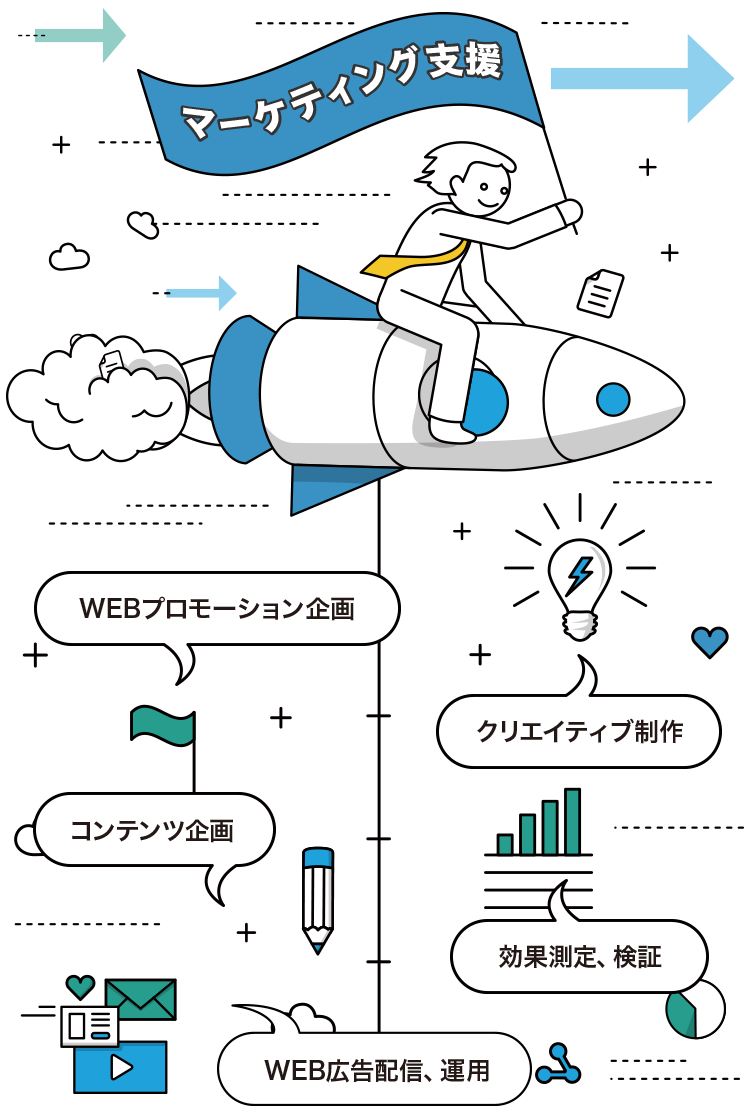 マーケティング支援
WEBプロモーション企画
クリエイティブ制作
コンテンツ企画
効果測定、検証
WEB広告配信、運用